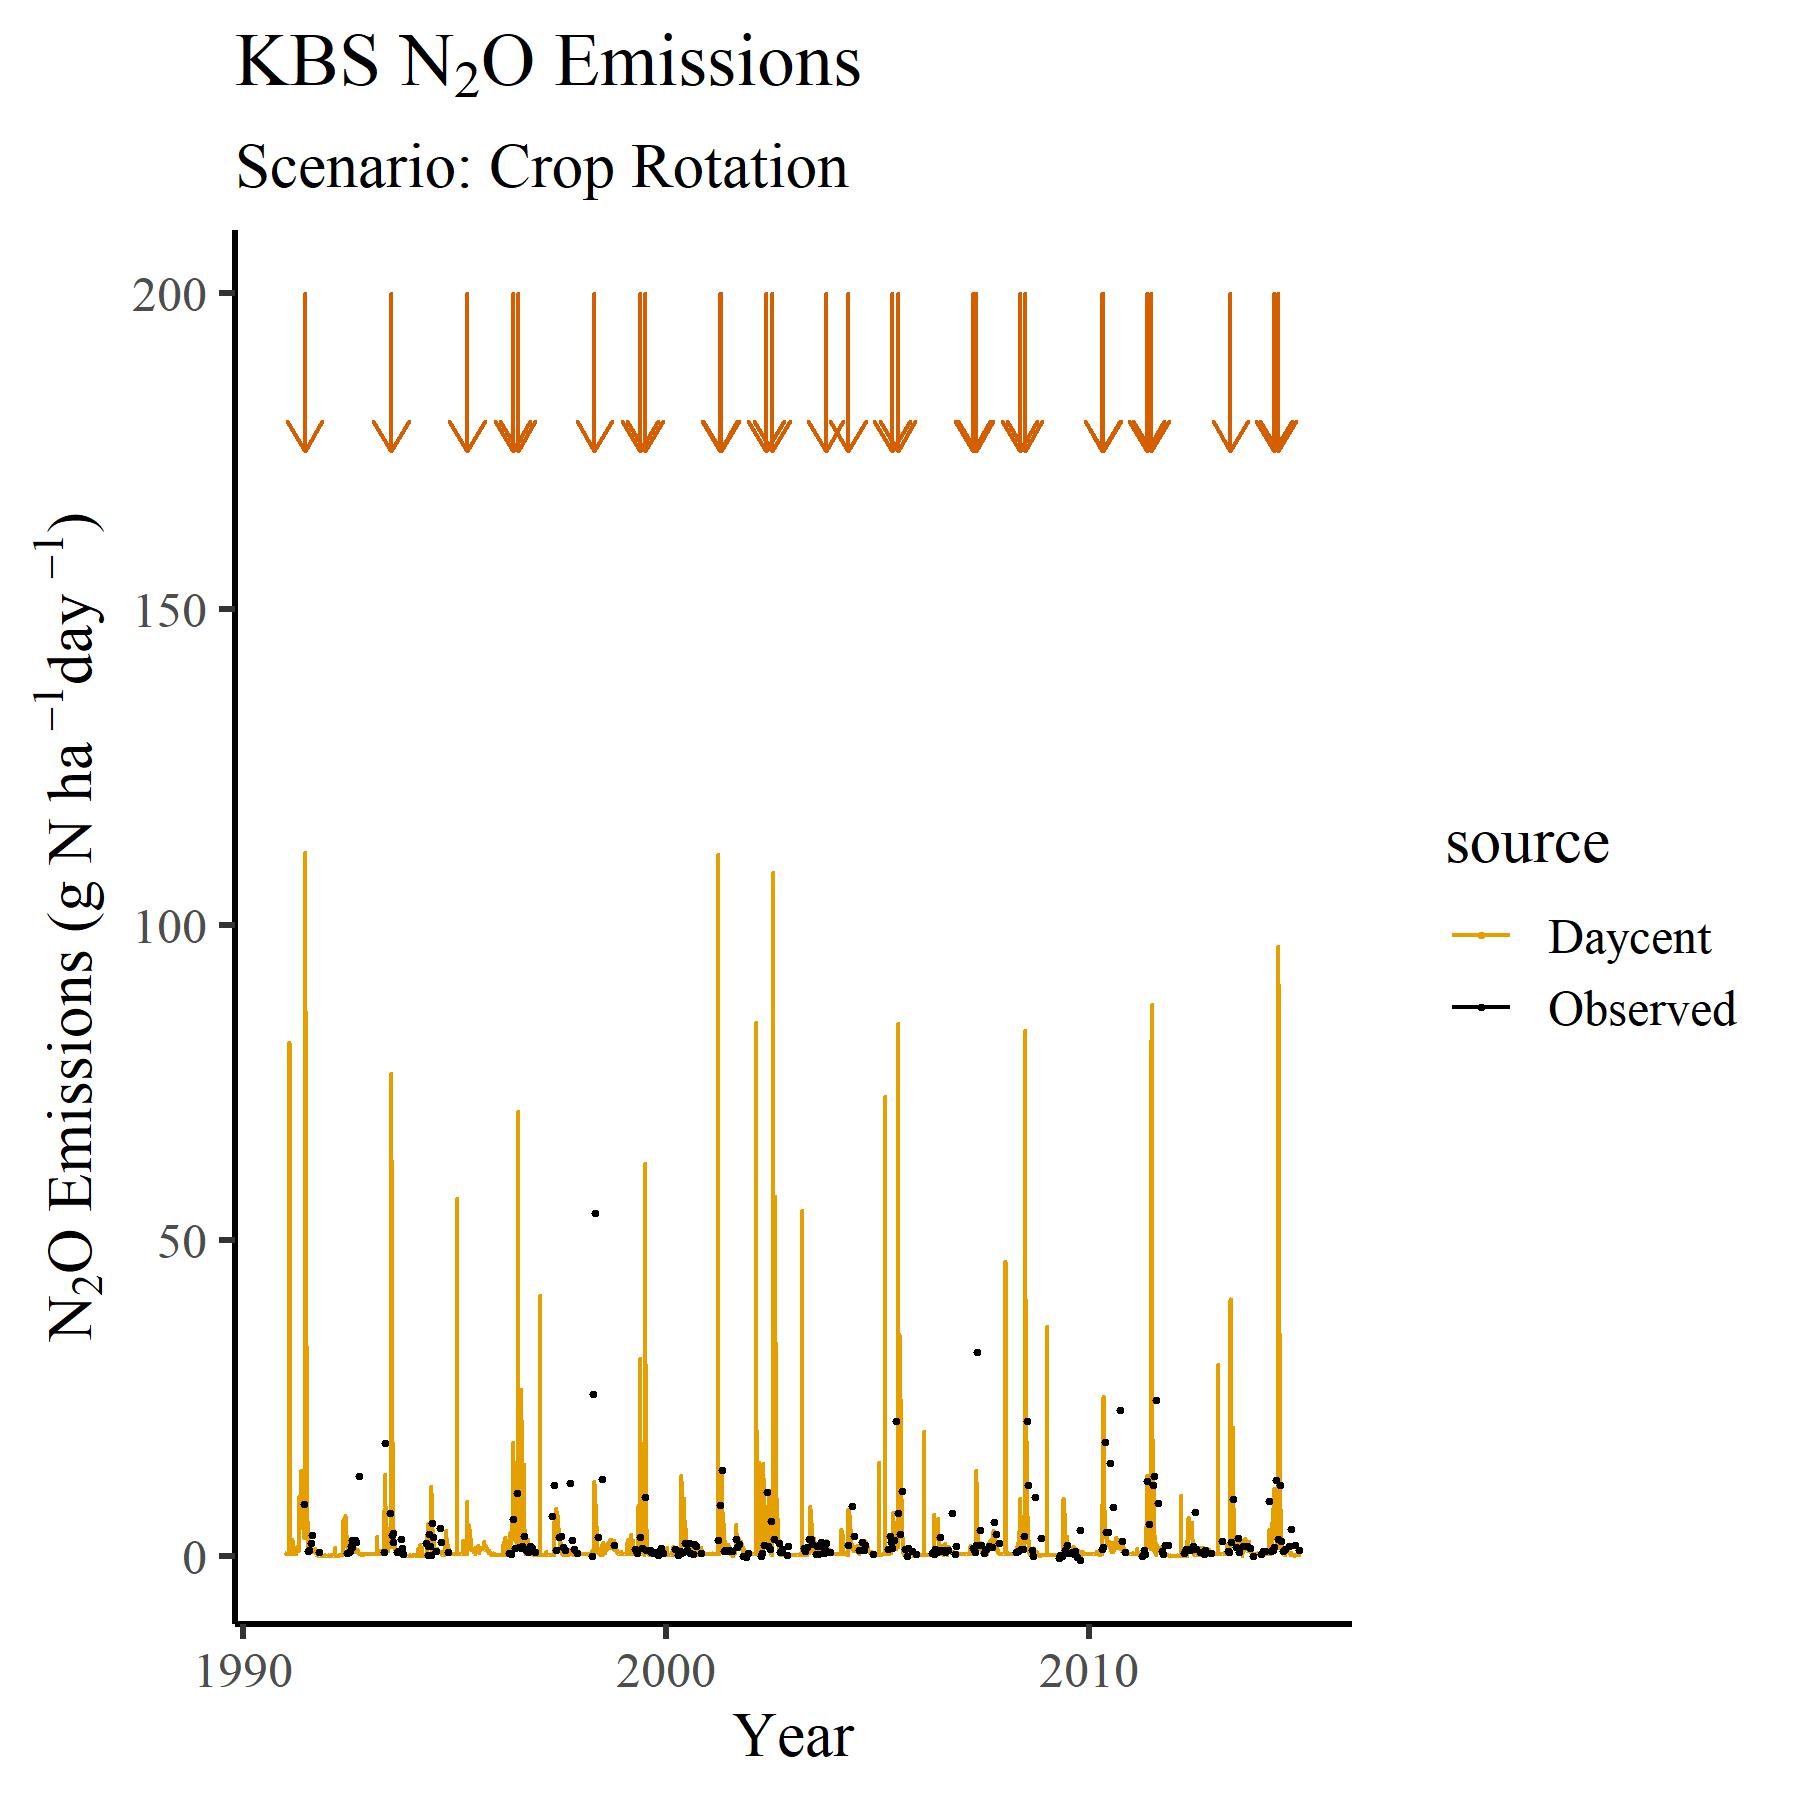 KBS N₂O Emissions
Scenario: Crop Rotation
N₂O Emissions (g N ha⁻¹day⁻¹)
200
150
100
50
0
1990 2000 2010
Year
source
Daycent
Observed